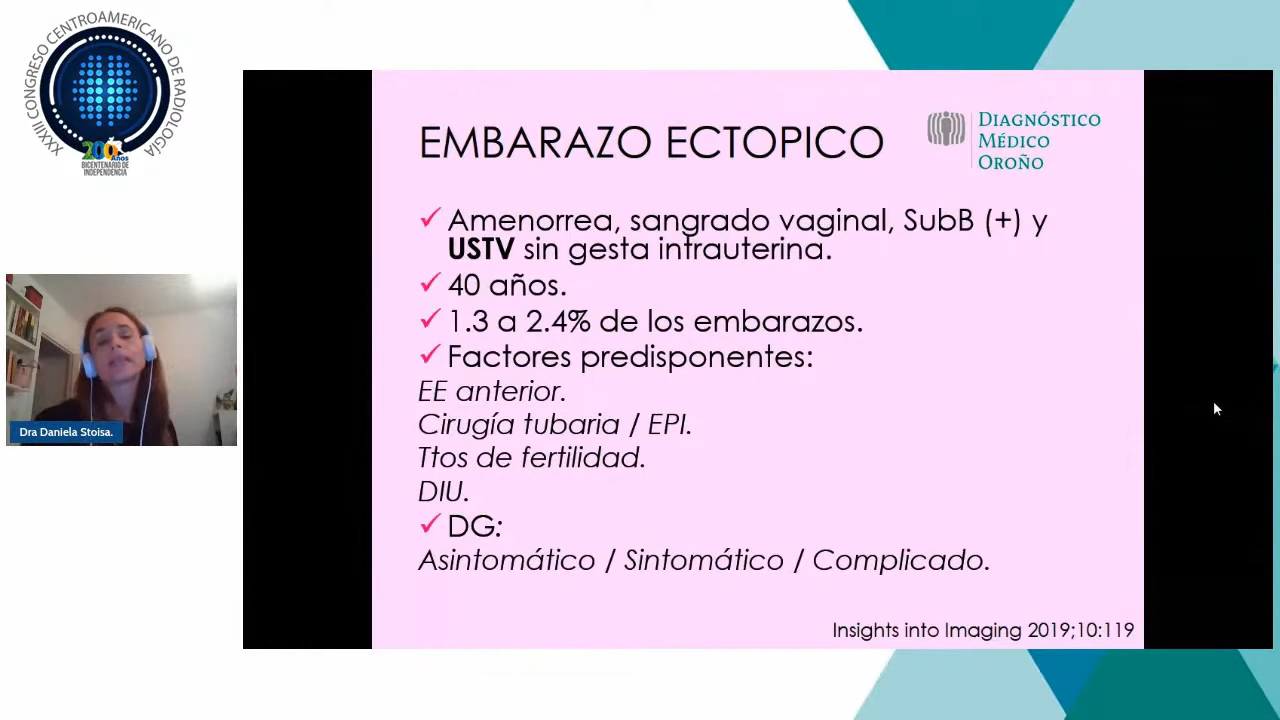 XXXIII CONGRESO CENTROAMERICANO DE RADIOLOGÍA
200 Años
BICENTENARIO DE
INDEPENDENCIA
EMBARAZO ECTOPICO
DIAGNÓSTICO
MÉDICO
OROÑO
✓ Amenorrea, sangrado vaginal, SubB (+) y
USTV sin gesta intrauterina.
✓ 40 años.
✓ 1.3 a 2.4% de los embarazos.
✓ Factores predisponentes:
EE anterior.
Cirugía tubaria / EPI.
Ttos de fertilidad.
DIU.
✓ DG:
Asintomático / Sintomático / Complicado.
Insights into Imaging 2019;10:119
Dra Daniela Stoisa.